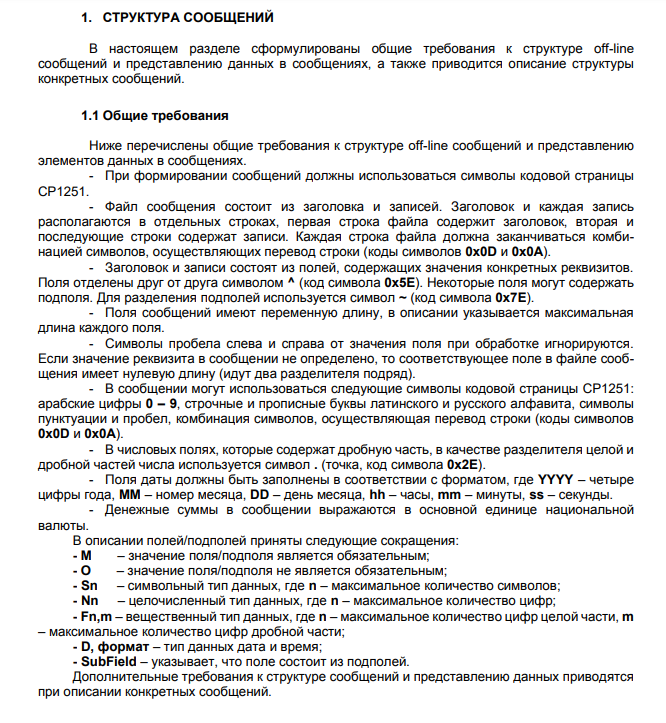 1. СТРУКТУРА СООБЩЕНИЙ
В настоящем разделе сформулированы общие требования к структуре off-line
сообщений и представлению данных в сообщениях, а также приводится описание структуры
конкретных сообщений.
1.1 Общие требования
Ниже перечислены общие требования к структуре off-line сообщений и представлению
элементов данных в сообщениях.
- При формировании сообщений должны использоваться символы кодовой страницы
CP1251.
- Файл сообщения состоит из заголовка и записей. Заголовок и каждая запись
располагаются в отдельных строках, первая строка файла содержит заголовок, вторая и
последующие строки содержат записи. Каждая строка файла должна заканчиваться комби-
нацией символов, осуществляющих перевод строки (коды символов 0x0D и 0x0A).
- Заголовок и записи состоят из полей, содержащих значения конкретных реквизитов.
Поля отделены друг от друга символом ^ (код символа 0x5E). Некоторые поля могут содержать
подполя. Для разделения подполей используется символ ~ (код символа 0x7E).
- Поля сообщений имеют переменную длину, в описании указывается максимальная
длина каждого поля.
- Символы пробела слева и справа от значения поля при обработке игнорируются.
Если значение реквизита в сообщении не определено, то соответствующее поле в файле сооб-
щения имеет нулевую длину (идут два разделителя подряд).
- В сообщении могут использоваться следующие символы кодовой страницы CP1251:
арабские цифры 0 – 9, строчные и прописные буквы латинского и русского алфавита, символы
пунктуации и пробел, комбинация символов, осуществляющая перевод строки (коды символов
0x0D и 0x0A).
- В числовых полях, которые содержат дробную часть, в качестве разделителя целой и
дробной частей числа используется символ . (точка, код символа 0x2E).
- Поля даты должны быть заполнены в соответствии с форматом, где YYYY – четыре
цифры года, MM – номер месяца, DD – день месяца, hh – часы, mm – минуты, ss – секунды.
- Денежные суммы в сообщении выражаются в основной единице национальной
валюты.
В описании полей/подполей приняты следующие сокращения:
- M – значение поля/подполя является обязательным;
- O – значение поля/подполя не является обязательным;
- Sn – символьный тип данных, где n – максимальное количество символов;
- Nn – целочисленный тип данных, где n – максимальное количество цифр;
- Fn,m – вещественный тип данных, где n – максимальное количество цифр целой части, m
– максимальное количество цифр дробной части;
- D, формат – тип данных дата и время;
- SubField – указывает, что поле состоит из подполей.
Дополнительные требования к структуре сообщений и представлению данных приводятся
при описании конкретных сообщений.